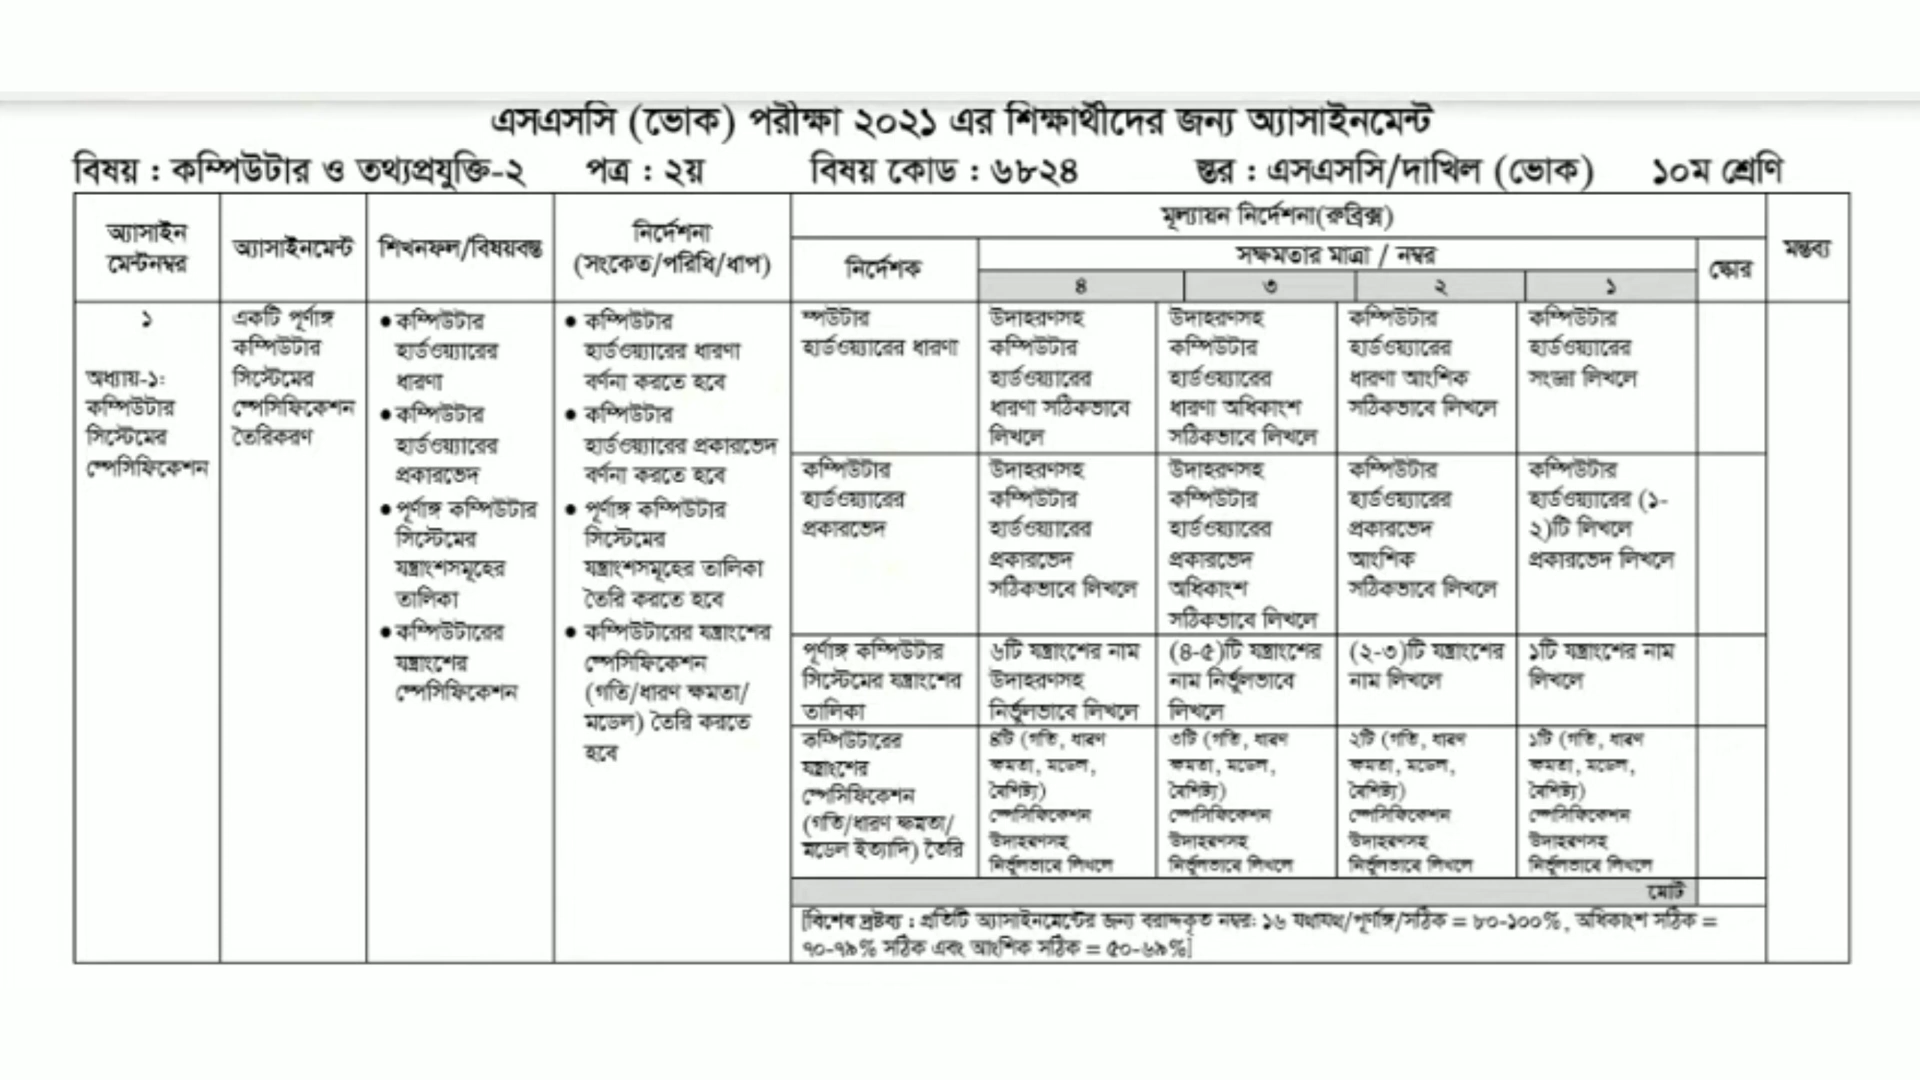 এসএসসি (ভোক) পরীক্ষা ২০২১ এর শিক্ষার্থীদের জন্য অ্যাসাইনমেন্ট
বিষয় : কম্পিউটার ও তথ্যপ্রযুক্তি-২ পত্র : ২য় বিষয় কোড : ৬৮২৪ স্তর : এসএসসি/দাখিল (ভোক) ১০ম শ্রেণি
অ্যাসাইন
মেন্টনম্বর
অ্যাসাইনমেন্ট
শিখনফল/বিষয়বস্তু
নির্দেশনা
(সংকেত/পরিধি/ধাপ)
মূল্যায়ন নির্দেশনা(রুব্রিক্স)
নির্দেশক
সক্ষমতার মাত্রা / নম্বর
৪ ৩ ২ ১
স্কোর
মন্তব্য
১
অধ্যায়-১:
কম্পিউটার
সিস্টেমের
স্পেসিফিকেশন
একটি পূর্ণাঙ্গ
কম্পিউটার
সিস্টেমের
স্পেসিফিকেশন
তৈরিকরণ
• কম্পিউটার
হার্ডওয়্যারের
ধারণা
• কম্পিউটার
হার্ডওয়্যারের
প্রকারভেদ
• পূর্ণাঙ্গ কম্পিউটার
সিস্টেমের
যন্ত্রাংশসমূহের
তালিকা
• কম্পিউটারের
যন্ত্রাংশের
স্পেসিফিকেশন
• কম্পিউটার
হার্ডওয়্যারের ধারণা
বর্ণনা করতে হবে
• কম্পিউটার
হার্ডওয়্যারের প্রকারভেদ
বর্ণনা করতে হবে
• পূর্ণাঙ্গ কম্পিউটার
সিস্টেমের
যন্ত্রাংশসমূহের তালিকা
তৈরি করতে হবে
• কম্পিউটারের যন্ত্রাংশের
স্পেসিফিকেশন
(গতি/ধারণ ক্ষমতা/
মডেল) তৈরি করতে
হবে
ম্পিউটার
হার্ডওয়্যারের ধারণা
উদাহরণসহ
কম্পিউটার
হার্ডওয়্যারের
ধারণা সঠিকভাবে
লিখলে
উদাহরণসহ
কম্পিউটার
হার্ডওয়্যারের
ধারণা অধিকাংশ
সঠিকভাবে লিখলে
কম্পিউটার
হার্ডওয়্যারের
ধারণা আংশিক
সঠিকভাবে লিখলে
কম্পিউটার
হার্ডওয়্যারের
সংজ্ঞা লিখলে
কম্পিউটার
হার্ডওয়্যারের
প্রকারভেদ
উদাহরণসহ
কম্পিউটার
হার্ডওয়্যারের
প্রকারভেদ
সঠিকভাবে লিখলে
উদাহরণসহ
কম্পিউটার
হার্ডওয়্যারের
প্রকারভেদ
অধিকাংশ
সঠিকভাবে লিখলে
কম্পিউটার
হার্ডওয়্যারের
প্রকারভেদ
আংশিক
সঠিকভাবে লিখলে
কম্পিউটার
হার্ডওয়্যারের (১-
২)টি লিখলে
প্রকারভেদ লিখলে
পূর্ণাঙ্গ কম্পিউটার
সিস্টেমের যন্ত্রাংশের
তালিকা
৬টি যন্ত্রাংশের নাম
উদাহরণসহ
নির্ভুলভাবে লিখলে
(৪-৫)টি যন্ত্রাংশের
নাম নির্ভুলভাবে
লিখলে
(২-৩)টি যন্ত্রাংশের
নাম লিখলে
১টি যন্ত্রাংশের নাম
লিখলে
কম্পিউটারের
যন্ত্রাংশের
স্পেসিফিকেশন
(গতি/ধারণ ক্ষমতা/
মডেল ইত্যাদি) তৈরি
৪টি (গতি, ধারণ
ক্ষমতা, মডেল,
বৈশিষ্ট্য)
স্পেসিফিকেশন
উদাহরণসহ
নির্ভুলভাবে লিখলে
৩টি (গতি, ধারণ
ক্ষমতা, মডেল,
বৈশিষ্ট্য)
স্পেসিফিকেশন
উদাহরণসহ
নির্ভুলভাবে লিখলে
২টি (গতি, ধারণ
ক্ষমতা, মডেল,
বৈশিষ্ট্য)
স্পেসিফিকেশন
উদাহরণসহ
নির্ভুলভাবে লিখলে
১টি (গতি, ধারণ
ক্ষমতা, মডেল,
বৈশিষ্ট্য)
স্পেসিফিকেশন
উদাহরণসহ
নির্ভুলভাবে লিখলে
মোট
[বিশেষ দ্রষ্টব্য : প্রতিটি অ্যাসাইনমেন্টের জন্য বরাদ্দকৃত নম্বর: ১৬ যথাযথ/পূর্ণাঙ্গ/সঠিক = ৮০-১০০%, অধিকাংশ সঠিক =
৭০-৭৯% সঠিক এবং আংশিক সঠিক = ৫০-৬৯%]